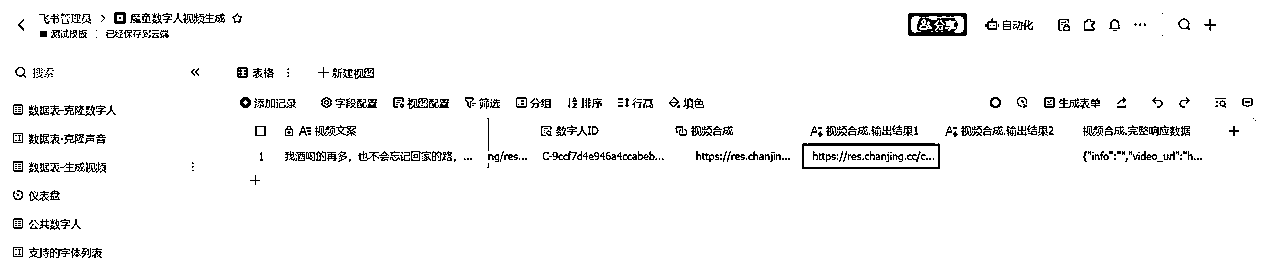 飞书管理员 > 魔童数字人视频生成
测试模版 已经保存到云端
分享 自动化
搜索
表格 新建视图
添加记录 字段配置 视图配置 筛选 分组 排序 行高 填色 生成表单
数据表-克隆数字人
数据表-克隆声音
数据表-生成视频
仪表盘
公共数字人
支持的字体列表
视频文案 数字人ID 视频合成 视频合成.输出结果1 视频合成.输出结果2 视频合成.完整响应数据
1 我酒喝的再多，也不会忘记回家的路，... ng/res... C-9ccf7d4e946a4ccabeb... https://res.chanjin... https://res.chanjing.cc/c... {"info":"","video_url":"h...